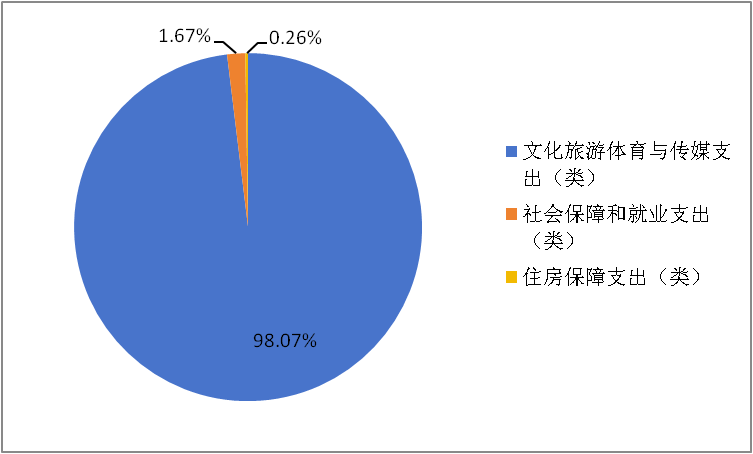 1.67%
0.26%
98.07%
文化旅游体育与传媒支
出（类）
社会保障和就业支出
（类）
住房保障支出（类）